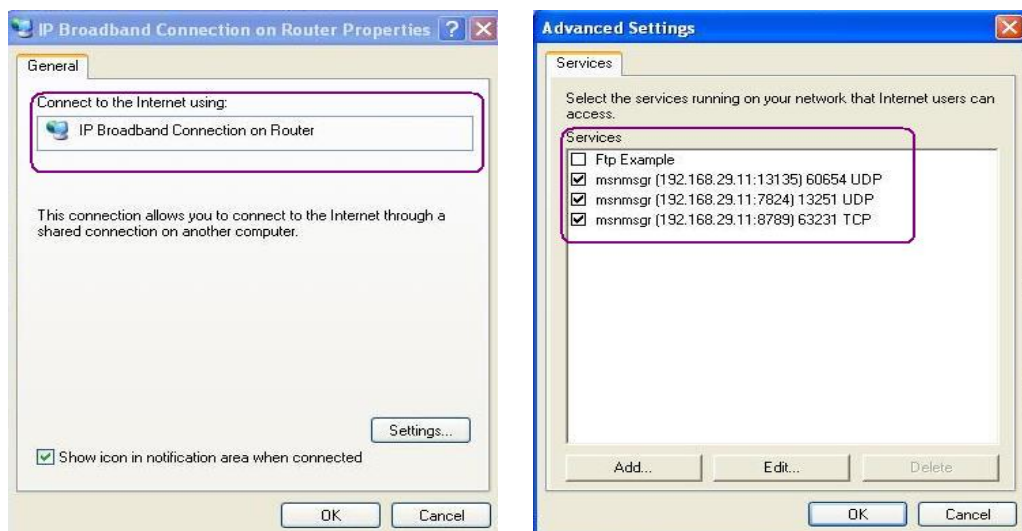 IP Broadband Connection on Router Properties
General
Connect to the Internet using:
IP Broadband Connection on Router
This connection allows you to connect to the Internet through a
shared connection on another computer.
Settings...
Show icon in notification area when connected
OK
Cancel
Advanced Settings
Services
Select the services running on your network that Internet users can
access.
Services
Ftp Example
msnmsgr (192.168.29.11:13135) 60654 UDP
msnmsgr (192.168.29.11:7824) 13251 UDP
msnmsgr (192.168.29.11:8789) 63231 TCP
Add...
Edit...
Delete
OK
Cancel